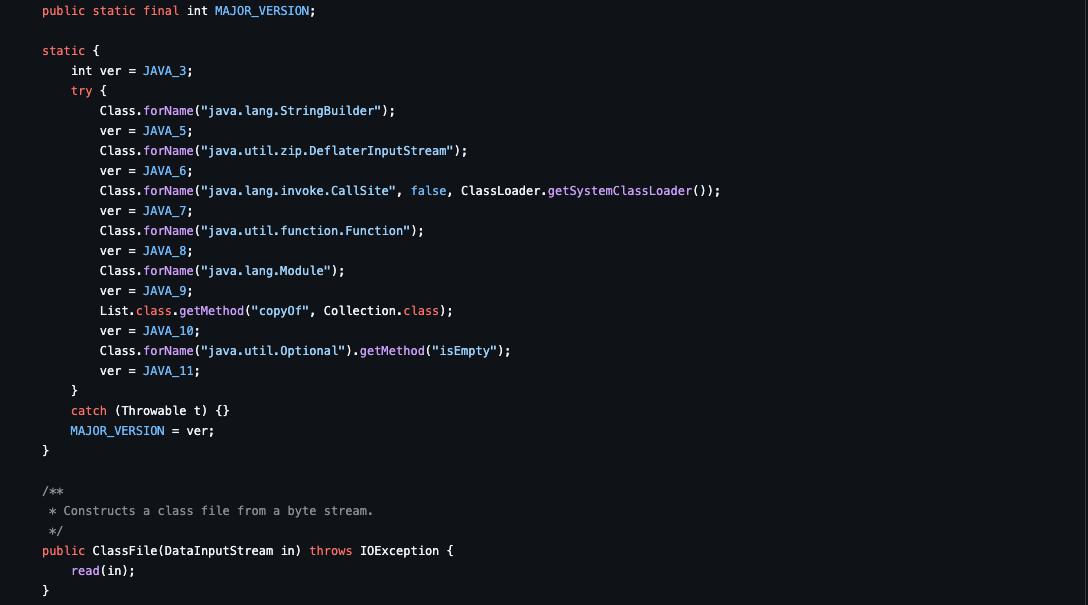 public static final int MAJOR_VERSION;
static {
int ver = JAVA_3;
try {
Class.forName("java.lang.StringBuilder");
ver = JAVA_5;
Class.forName("java.util.zip.DeflaterInputStream");
ver = JAVA_6;
Class.forName("java.lang.invoke.CallSite", false, ClassLoader.getSystemClassLoader());
ver = JAVA_7;
Class.forName("java.util.function.Function");
ver = JAVA_8;
Class.forName("java.lang.Module");
ver = JAVA_9;
List.class.getMethod("copyOf", Collection.class);
ver = JAVA_10;
Class.forName("java.util.Optional").getMethod("isEmpty");
ver = JAVA_11;
}
catch (Throwable t) {}
MAJOR_VERSION = ver;
}
/**
* Constructs a class file from a byte stream.
*/
public ClassFile(DataInputStream in) throws IOException {
read(in);
}